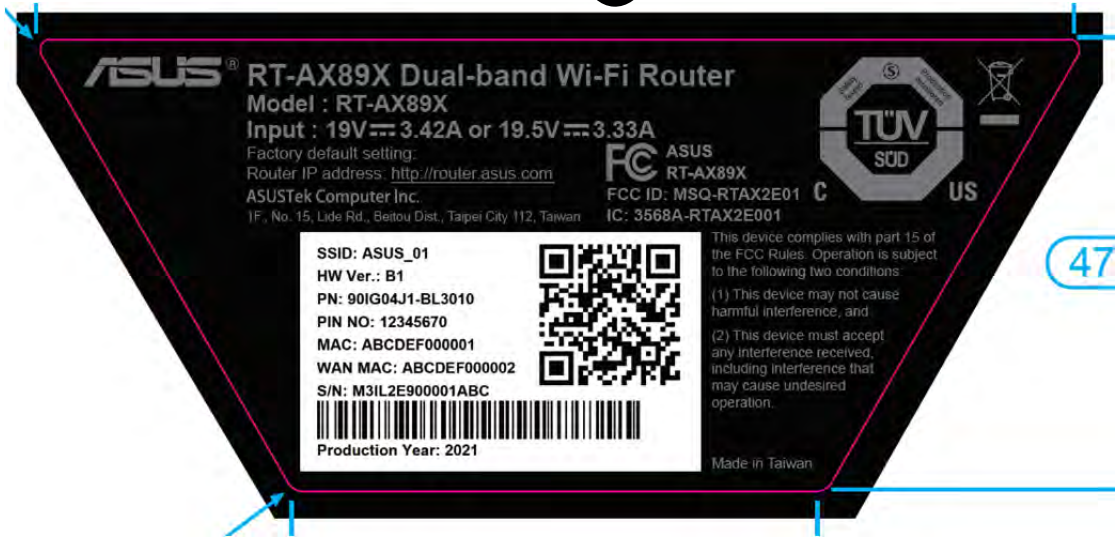 ASUS® RT-AX89X Dual-band Wi-Fi Router
Model : RT-AX89X
Input : 19V⎓3.42A or 19.5V⎓3.33A
Factory default setting:
Router IP address: http://router.asus.com
ASUSTek Computer Inc.
1F., No. 15, Lide Rd., Beitou Dist., Taipei City 112, Taiwan
FC ASUS
RT-AX89X
FCC ID: MSQ-RTAX2E01
IC: 3568A-RTAX2E001
S
TÜV
SÜD
C US
SSID: ASUS_01
HW Ver.: B1
PN: 90IG04J1-BL3010
PIN NO: 12345670
MAC: ABCDEF000001
WAN MAC: ABCDEF000002
S/N: M3IL2E900001ABC
Production Year: 2021
This device complies with part 15 of
the FCC Rules. Operation is subject
to the following two conditions:
(1) This device may not cause
harmful interference, and
(2) This device must accept
any interference received,
including interference that
may cause undesired
operation.
Made in Taiwan
47